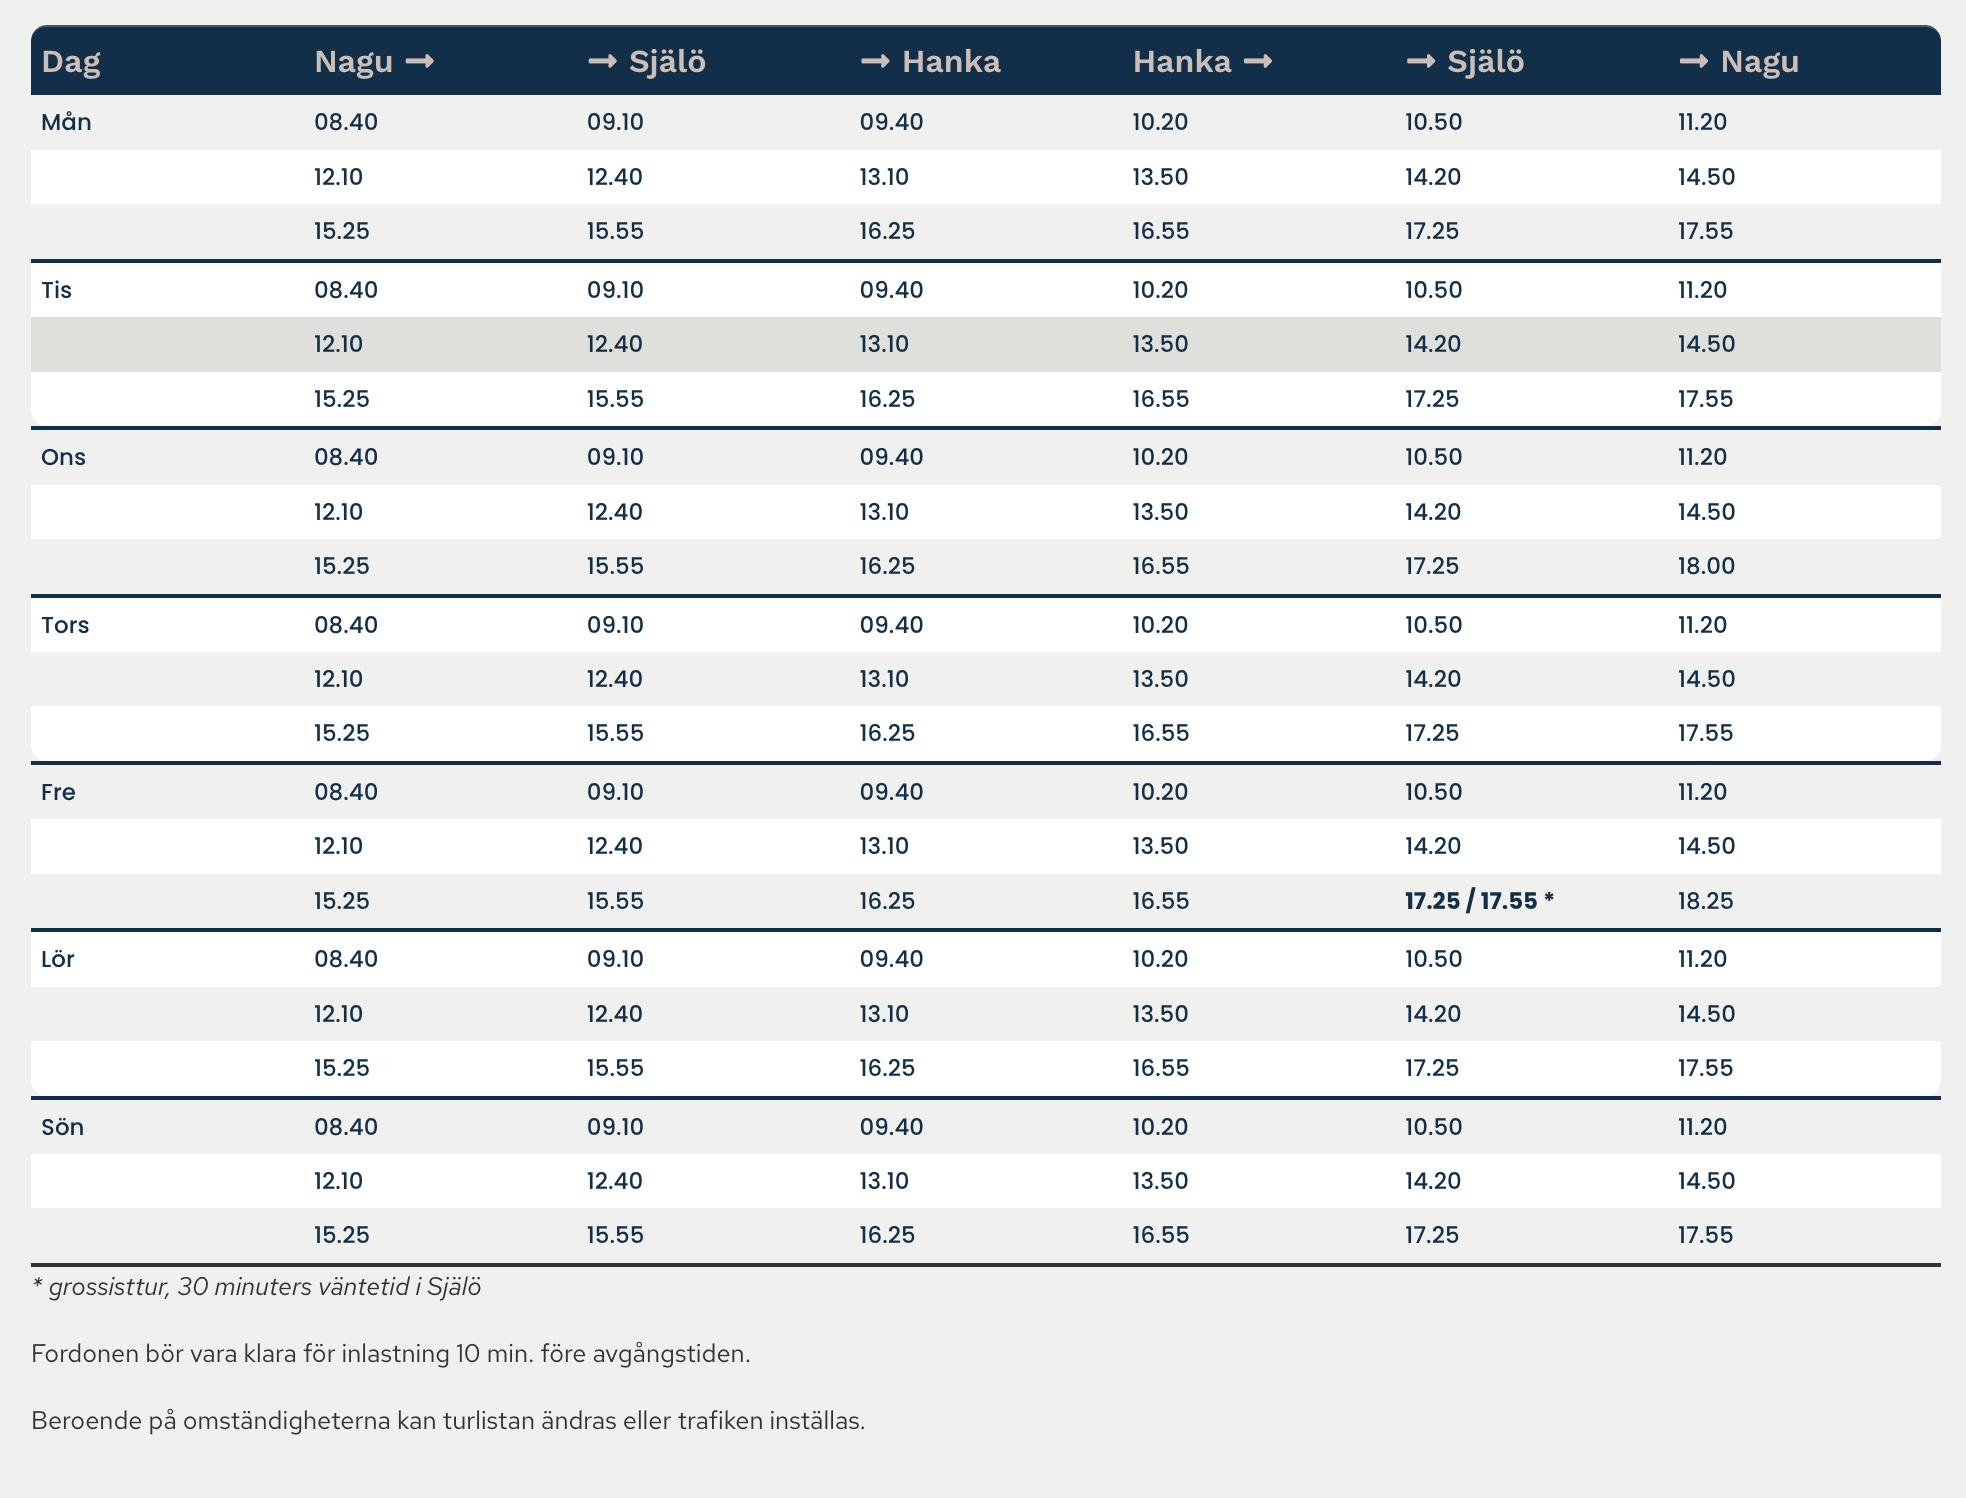 Dag Nagu → → Själö → Hanka Hanka → → Själö → Nagu
Mån 08.40 09.10 09.40 10.20 10.50 11.20
12.10 12.40 13.10 13.50 14.20 14.50
15.25 15.55 16.25 16.55 17.25 17.55
Tis 08.40 09.10 09.40 10.20 10.50 11.20
12.10 12.40 13.10 13.50 14.20 14.50
15.25 15.55 16.25 16.55 17.25 17.55
Ons 08.40 09.10 09.40 10.20 10.50 11.20
12.10 12.40 13.10 13.50 14.20 14.50
15.25 15.55 16.25 16.55 17.25 18.00
Tors 08.40 09.10 09.40 10.20 10.50 11.20
12.10 12.40 13.10 13.50 14.20 14.50
15.25 15.55 16.25 16.55 17.25 17.55
Fre 08.40 09.10 09.40 10.20 10.50 11.20
12.10 12.40 13.10 13.50 14.20 14.50
15.25 15.55 16.25 16.55 17.25 / 17.55 * 18.25
Lör 08.40 09.10 09.40 10.20 10.50 11.20
12.10 12.40 13.10 13.50 14.20 14.50
15.25 15.55 16.25 16.55 17.25 17.55
Sön 08.40 09.10 09.40 10.20 10.50 11.20
12.10 12.40 13.10 13.50 14.20 14.50
15.25 15.55 16.25 16.55 17.25 17.55
* grossisttur, 30 minuters väntetid i Själö
Fordonen bör vara klara för inlastning 10 min. före avgångstiden.
Beroende på omständigheterna kan turlistan ändras eller trafiken inställas.